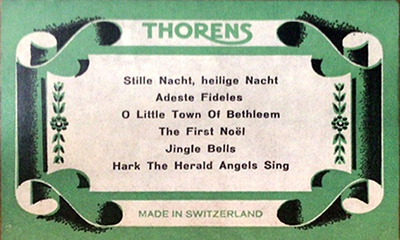 THORENS
Stille Nacht, heilige Nacht
Adeste Fideles
O Little Town Of Bethleem
The First Noël
Jingle Bells
Hark The Herald Angels Sing
MADE IN SWITZERLAND